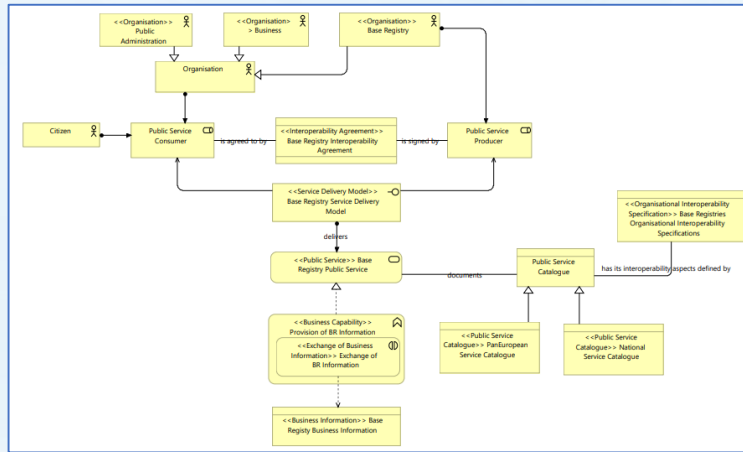 <<Organisation>>
Public
Administration
<<Organisation>
> Business
<<Organisation>>
Base Registry
Organisation
Citizen
Public Service
Consumer
is agreed to by
<<Interoperability Agreement>>
Base Registry Interoperability
Agreement
is signed by
Public Service
Producer
<<Service Delivery Model>>
Base Registry Service Delivery
Model
<<Organisational Interoperability
Specification>> Base Registries
Organisational Interoperability
Specifications
delivers
<<Public Service>> Base
Registry Public Service
documents
Public Service
Catalogue
has its interoperability aspects defined by
<<Business Capability>>
Provision of BR Information
<<Exchange of Business
Information>> Exchange of
BR Information
<<Public Service
Catalogue>> PanEuropean
Service Catalogue
<<Public Service
Catalogue>> National
Service Catalogue
<<Business Information>> Base
Registy Business Information